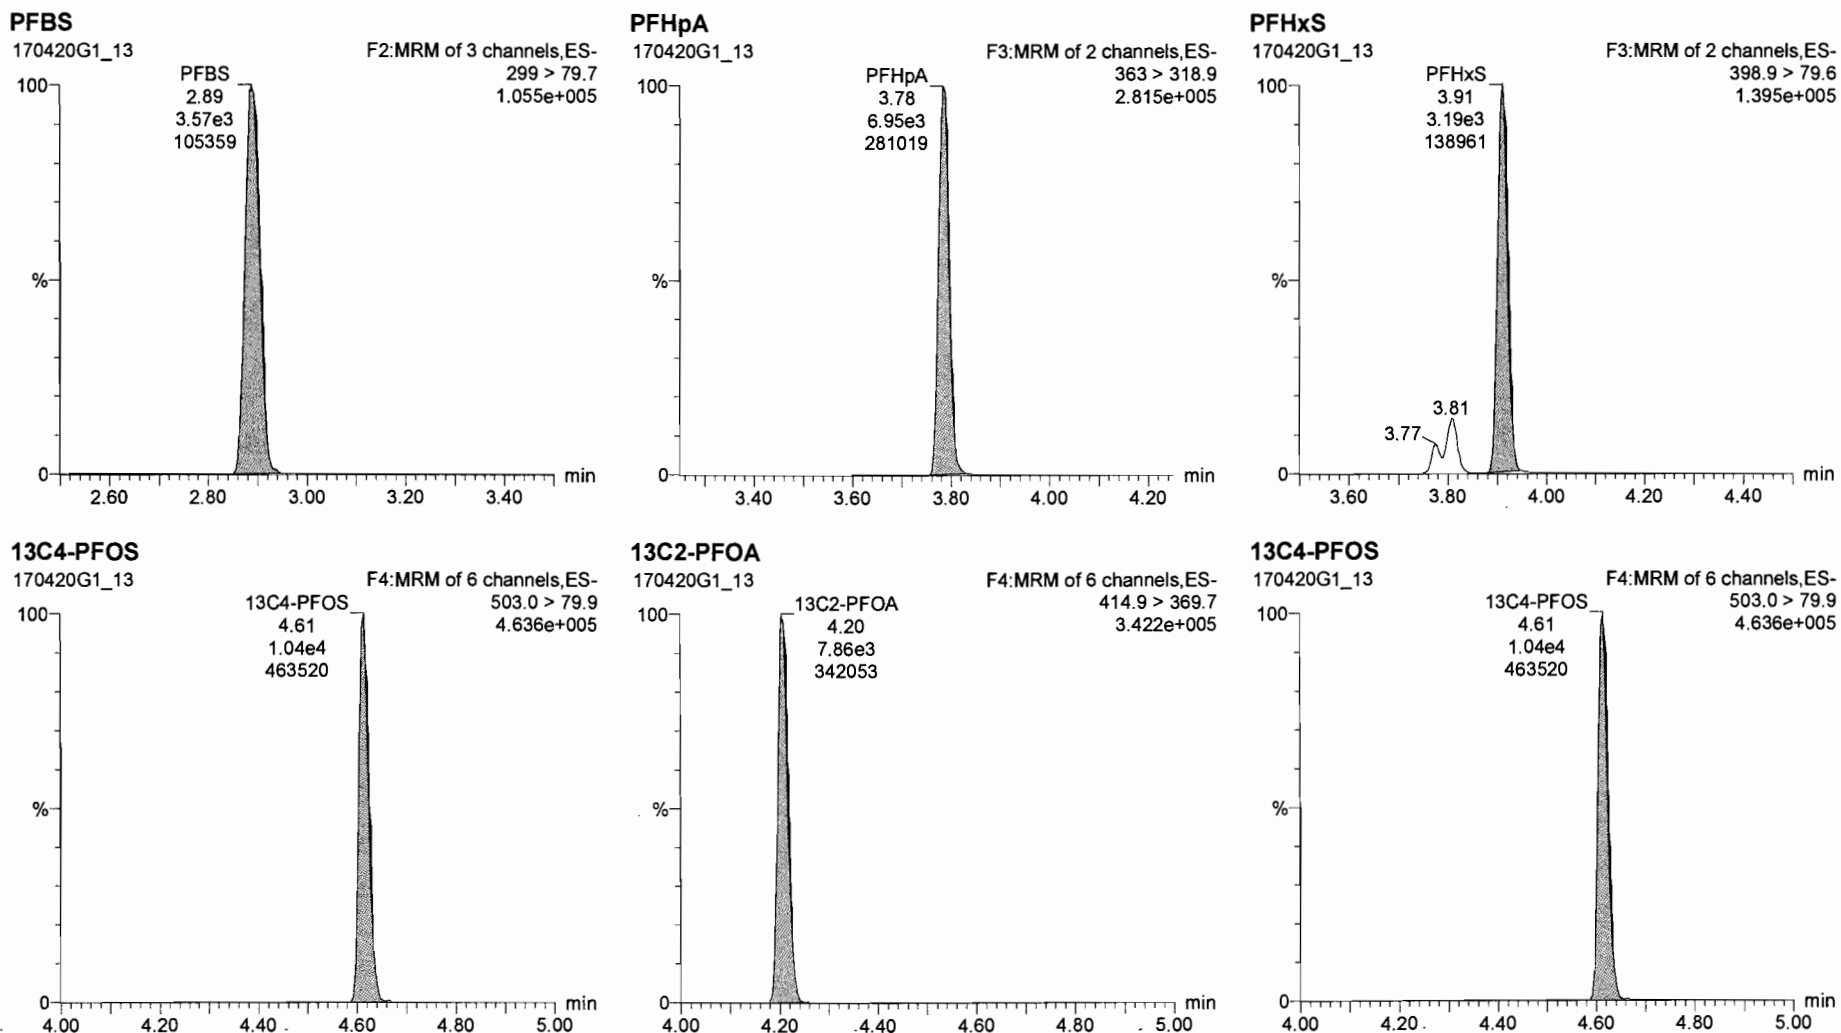 PFBS
170420G1_13
F2:MRM of 3 channels,ES-
299 > 79.7
1.055e+005
PFBS
2.89
3.57e3
105359
100
%
0
min
2.60 2.80 3.00 3.20 3.40
PFHpA
170420G1_13
F3:MRM of 2 channels,ES-
363 > 318.9
2.815e+005
PFHpA
3.78
6.95e3
281019
100
%
0
min
3.40 3.60 3.80 4.00 4.20
PFHxS
170420G1_13
F3:MRM of 2 channels,ES-
398.9 > 79.6
1.395e+005
PFHxS
3.91
3.19e3
138961
100
%
3.81
3.77
0
min
3.60 3.80 4.00 4.20 4.40
13C4-PFOS
170420G1_13
F4:MRM of 6 channels,ES-
503.0 > 79.9
4.636e+005
13C4-PFOS
4.61
1.04e4
463520
100
%
0
min
4.00 4.20 4.40 4.60 4.80 5.00
13C2-PFOA
170420G1_13
F4:MRM of 6 channels,ES-
414.9 > 369.7
3.422e+005
13C2-PFOA
4.20
7.86e3
342053
100
%
0
min
4.00 4.20 4.40 4.60 4.80 5.00
13C4-PFOS
170420G1_13
F4:MRM of 6 channels,ES-
503.0 > 79.9
4.636e+005
13C4-PFOS
4.61
1.04e4
463520
100
%
0
min
4.00 4.20 4.40 4.60 4.80 5.00